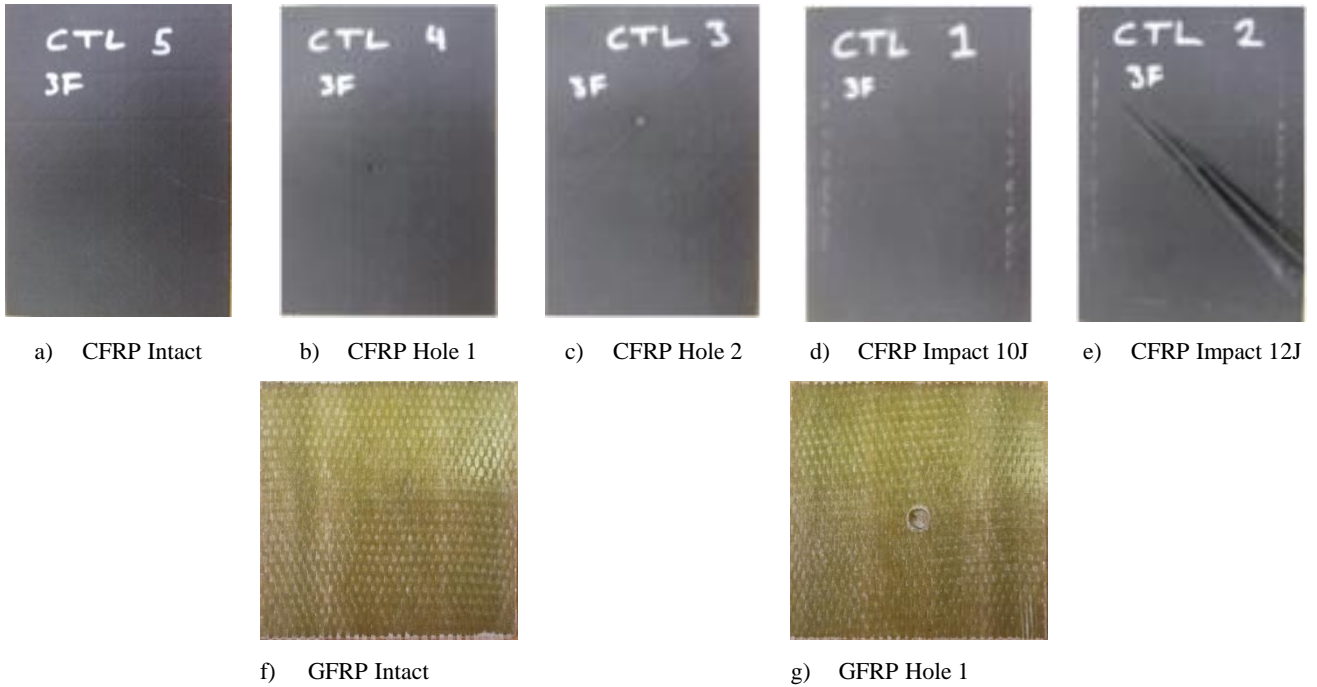 CTL 5
3F
CTL 4
3F
CTL 3
3F
CTL 1
3F
CTL 2
3F
a) CFRP Intact
b) CFRP Hole 1
c) CFRP Hole 2
d) CFRP Impact 10J
e) CFRP Impact 12J
f) GFRP Intact
g) GFRP Hole 1